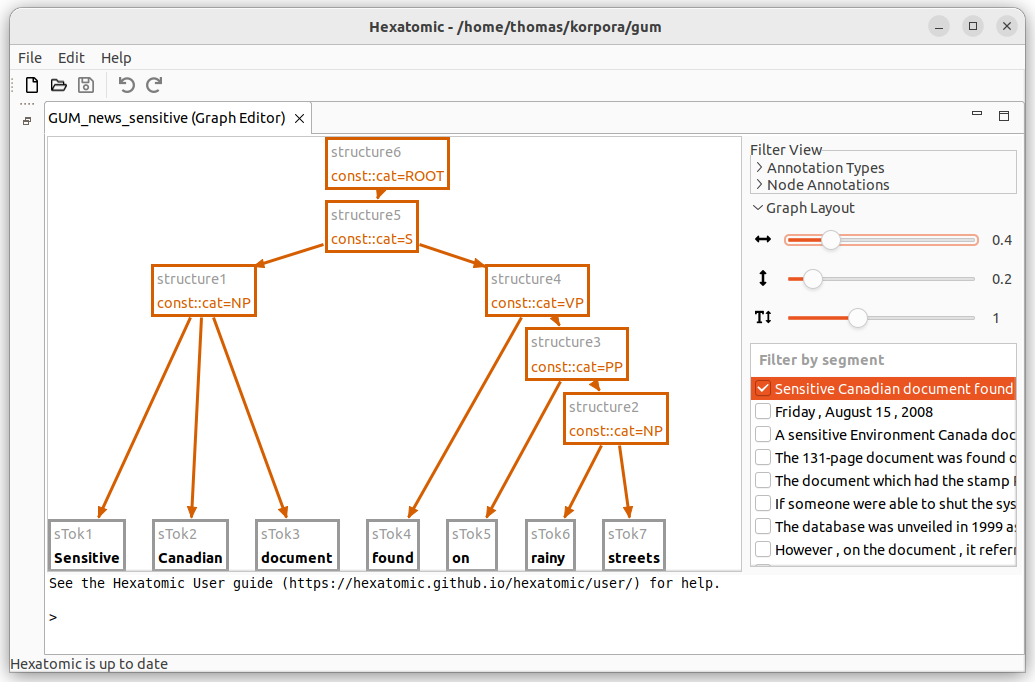 Hexatomic - /home/thomas/korpora/gum
File Edit Help
GUM_news_sensitive (Graph Editor)
structure6
const::cat=ROOT
structure5
const::cat=S
structure1
const::cat=NP
structure4
const::cat=VP
structure3
const::cat=PP
structure2
const::cat=NP
sTok1 sTok2 sTok3 sTok4 sTok5 sTok6 sTok7
Sensitive Canadian document found on rainy streets
Filter View
Annotation Types
Node Annotations
Graph Layout
0.4
0.2
1
Filter by segment
Sensitive Canadian document found
Friday , August 15 , 2008
A sensitive Environment Canada doc
The 131-page document was found
The document which had the stamp
If someone were able to shut the sys
The database was unveiled in 1999 as
However , on the document , it referr
See the Hexatomic User guide (https://hexatomic.github.io/hexatomic/user/) for help.
>
Hexatomic is up to date